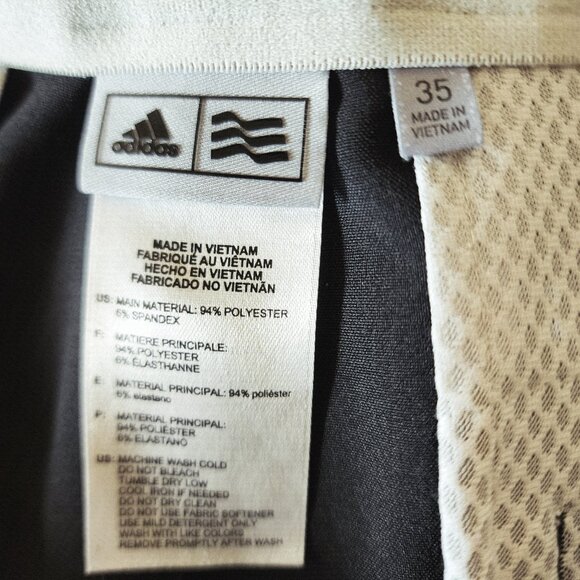 adidas
35
MADE IN
VIETNAM
MADE IN VIETNAM
FABRIQUÉ AU VIÊTNAM
HECHO EN VIETNAM
FABRICADO NO VIETNÃN
US: MAIN MATERIAL: 94% POLYESTER
6% SPANDEX
F: MATIERE PRINCIPALE:
94% POLYESTER
6% ÉLASTHANNE
E: MATERIAL PRINCIPAL: 94% poliéster
6% elastano
P: MATERIAL PRINCIPAL:
94% POLIÉSTER
6% ELASTANO
US: MACHINE WASH COLD
DO NOT BLEACH
TUMBLE DRY LOW
COOL IRON IF NEEDED
DO NOT DRY CLEAN
DO NOT USE FABRIC SOFTENER
USE MILD DETERGENT ONLY
WASH WITH LIKE COLORS
REMOVE PROMPTLY AFTER WASH